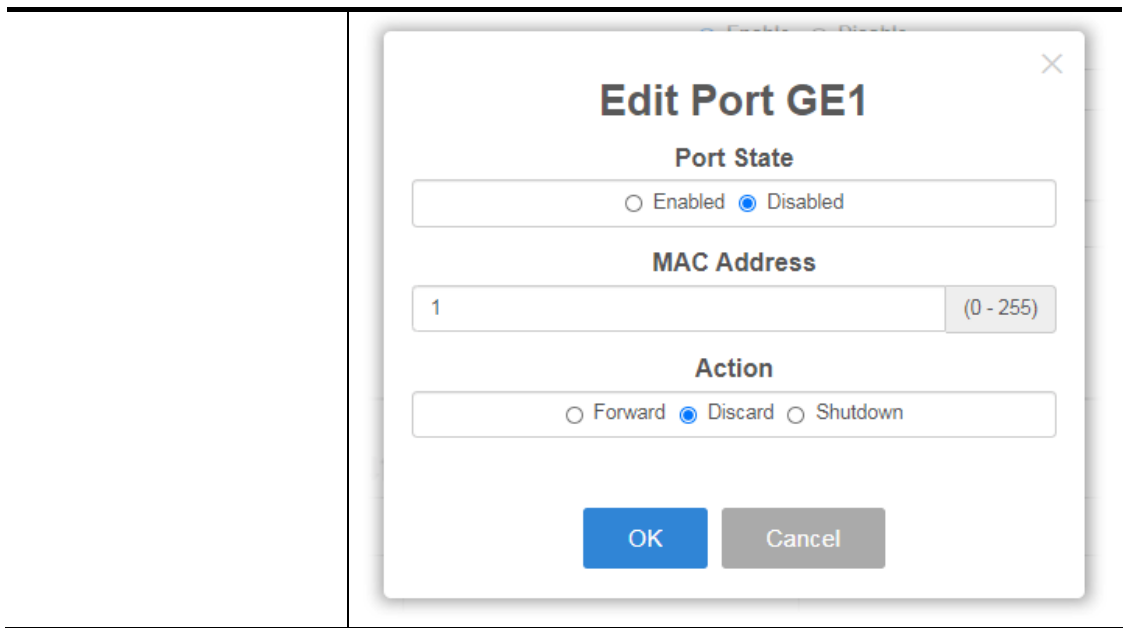 Edit Port GE1
Port State
Enabled Disabled
MAC Address
1 (0 - 255)
Action
Forward Discard Shutdown
OK Cancel